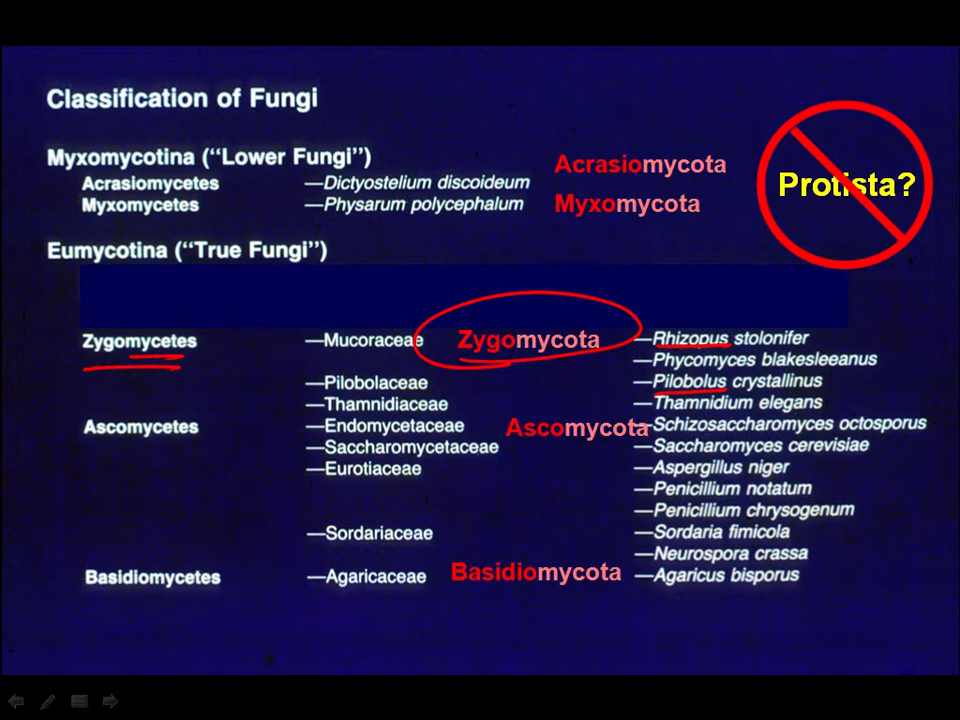 Classification of Fungi
Myxomycotina (“Lower Fungi”)
Acrasiomycetes —Dictyostelium discoideum Acrasiomycota
Myxomycetes —Physarum polycephalum Myxomycota
Protista?
Eumycotina (“True Fungi”)
Zygomycetes —Mucoraceae Zygomycota —Rhizopus stolonifer
—Phycomyces blakesleeanus
—Pilobolaceae —Pilobolus crystallinus
—Thamnidiaceae —Thamnidium elegans
Ascomycetes —Endomycetaceae Ascomycota —Schizosaccharomyces octosporus
—Saccharomycetaceae —Saccharomyces cerevisiae
—Eurotiaceae —Aspergillus niger
—Penicillium notatum
—Penicillium chrysogenum
—Sordariaceae —Sordaria fimicola
—Neurospora crassa
Basidiomycetes —Agaricaceae Basidiomycota —Agaricus bisporus